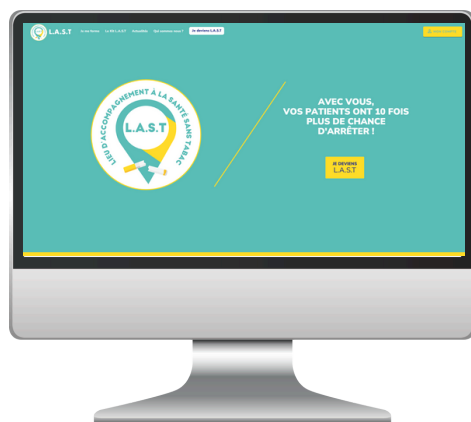 L.A.S.T
Je me forme Le Kit L.A.S.T Actualités Qui sommes nous ? Je deviens L.A.S.T
LIEU D'ACCOMPAGNEMENT À LA SANTÉ SANS TABAC
L.A.S.T
AVEC VOUS,
VOS PATIENTS ONT 10 FOIS
PLUS DE CHANCE
D'ARRÊTER !
JE DEVIENS
L.A.S.T